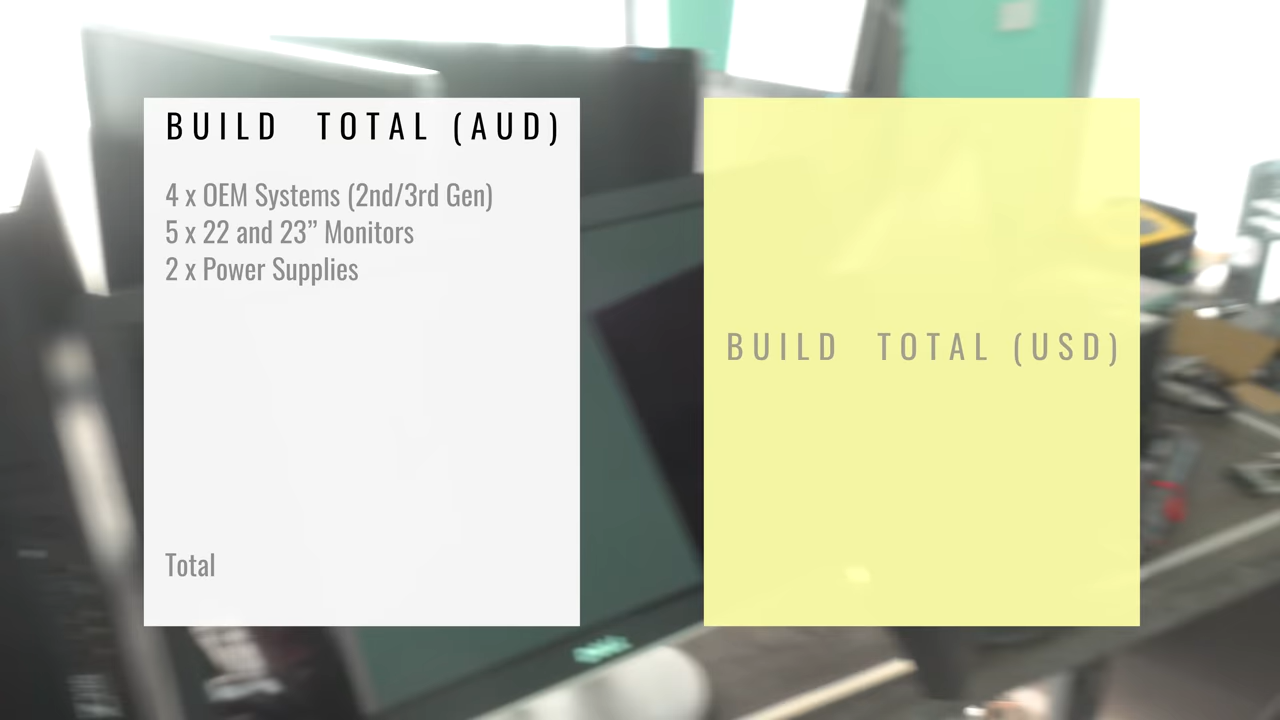 BUILD TOTAL (AUD)
4 x OEM Systems (2nd/3rd Gen)
5 x 22 and 23” Monitors
2 x Power Supplies
Total
BUILD TOTAL (USD)